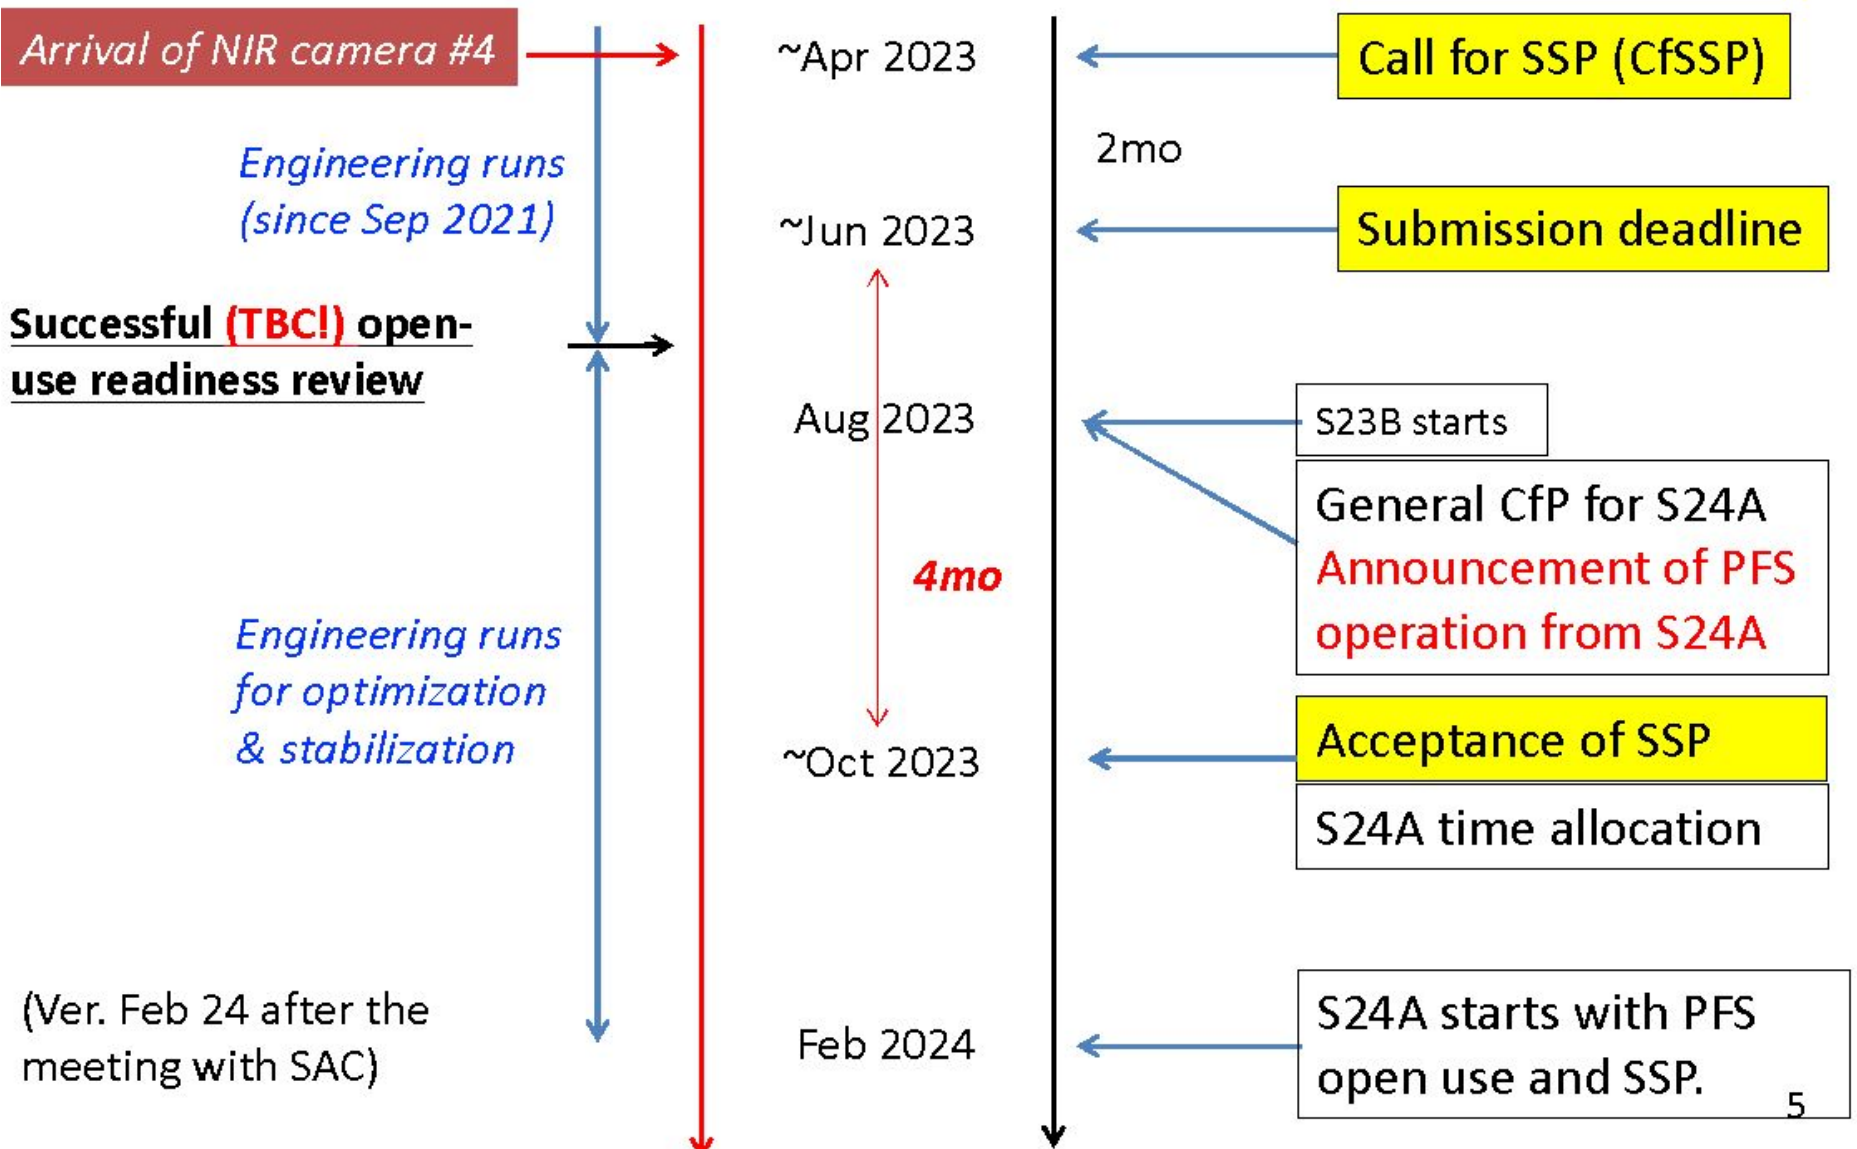 Arrival of NIR camera #4
~Apr 2023
Call for SSP (CfSSP)
Engineering runs
(since Sep 2021)
2mo
~Jun 2023
Submission deadline
Successful (TBC!) open-
use readiness review
Aug 2023
S23B starts
General CfP for S24A
Announcement of PFS
operation from S24A
4mo
Engineering runs
for optimization
& stabilization
~Oct 2023
Acceptance of SSP
S24A time allocation
(Ver. Feb 24 after the
meeting with SAC)
Feb 2024
S24A starts with PFS
open use and SSP.
5